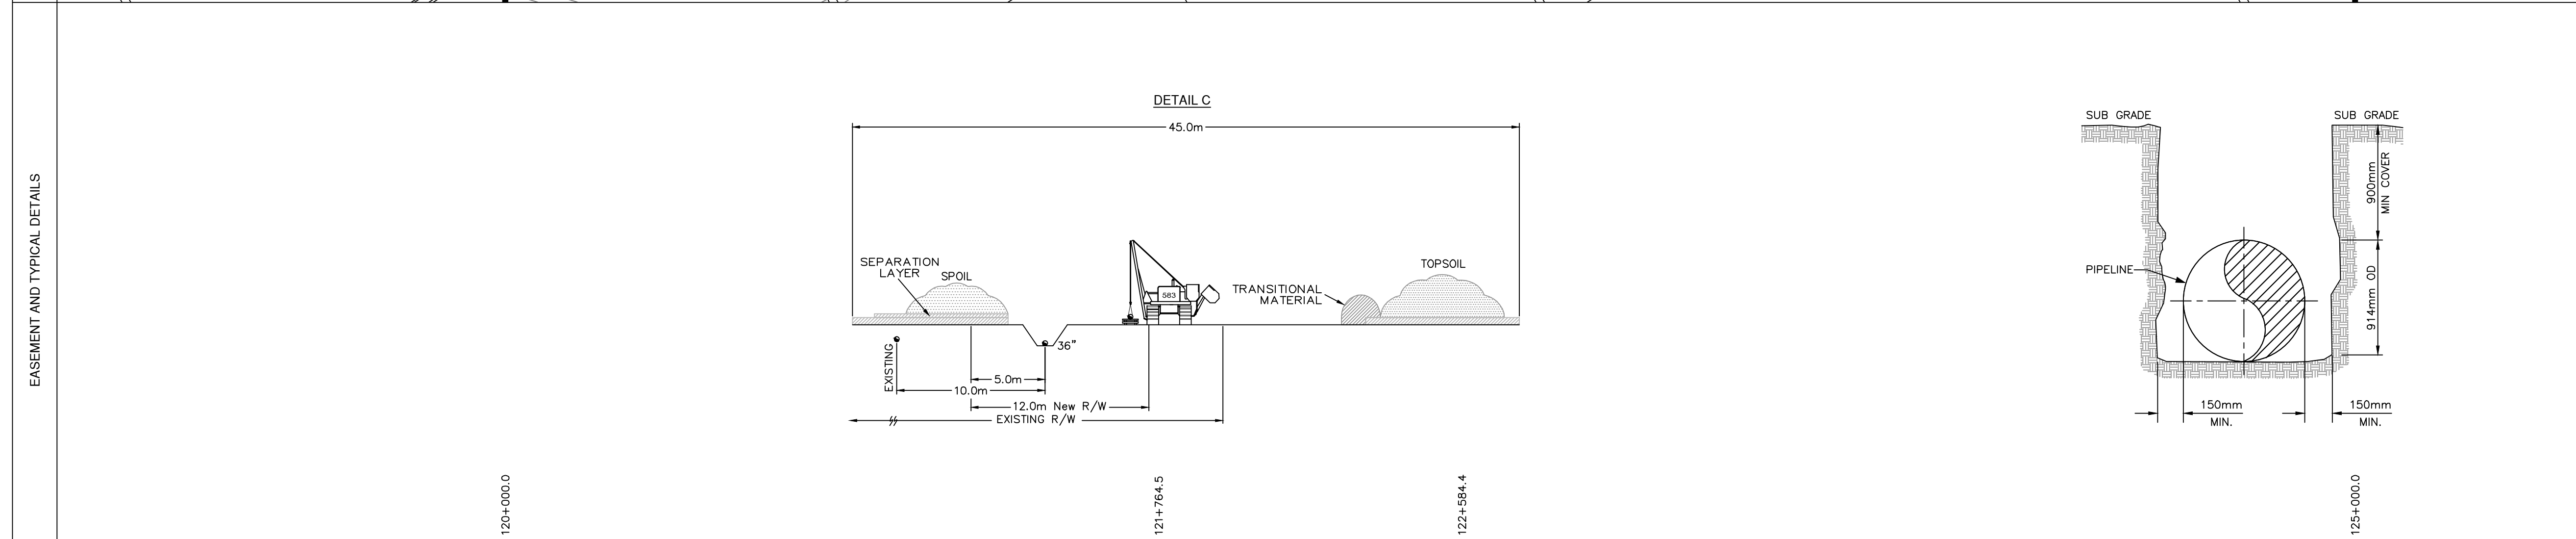 EASEMENT AND TYPICAL DETAILS
DETAIL C
45.0m
SEPARATION
LAYER
SPOIL
583
TRANSITIONAL
MATERIAL
TOPSOIL
EXISTING
36"
5.0m
10.0m
12.0m New R/W
EXISTING R/W
SUB GRADE
SUB GRADE
900mm
MIN COVER
PIPELINE
914mm OD
150mm
MIN.
150mm
MIN.
120+000.0
121+764.5
122+584.4
125+000.0